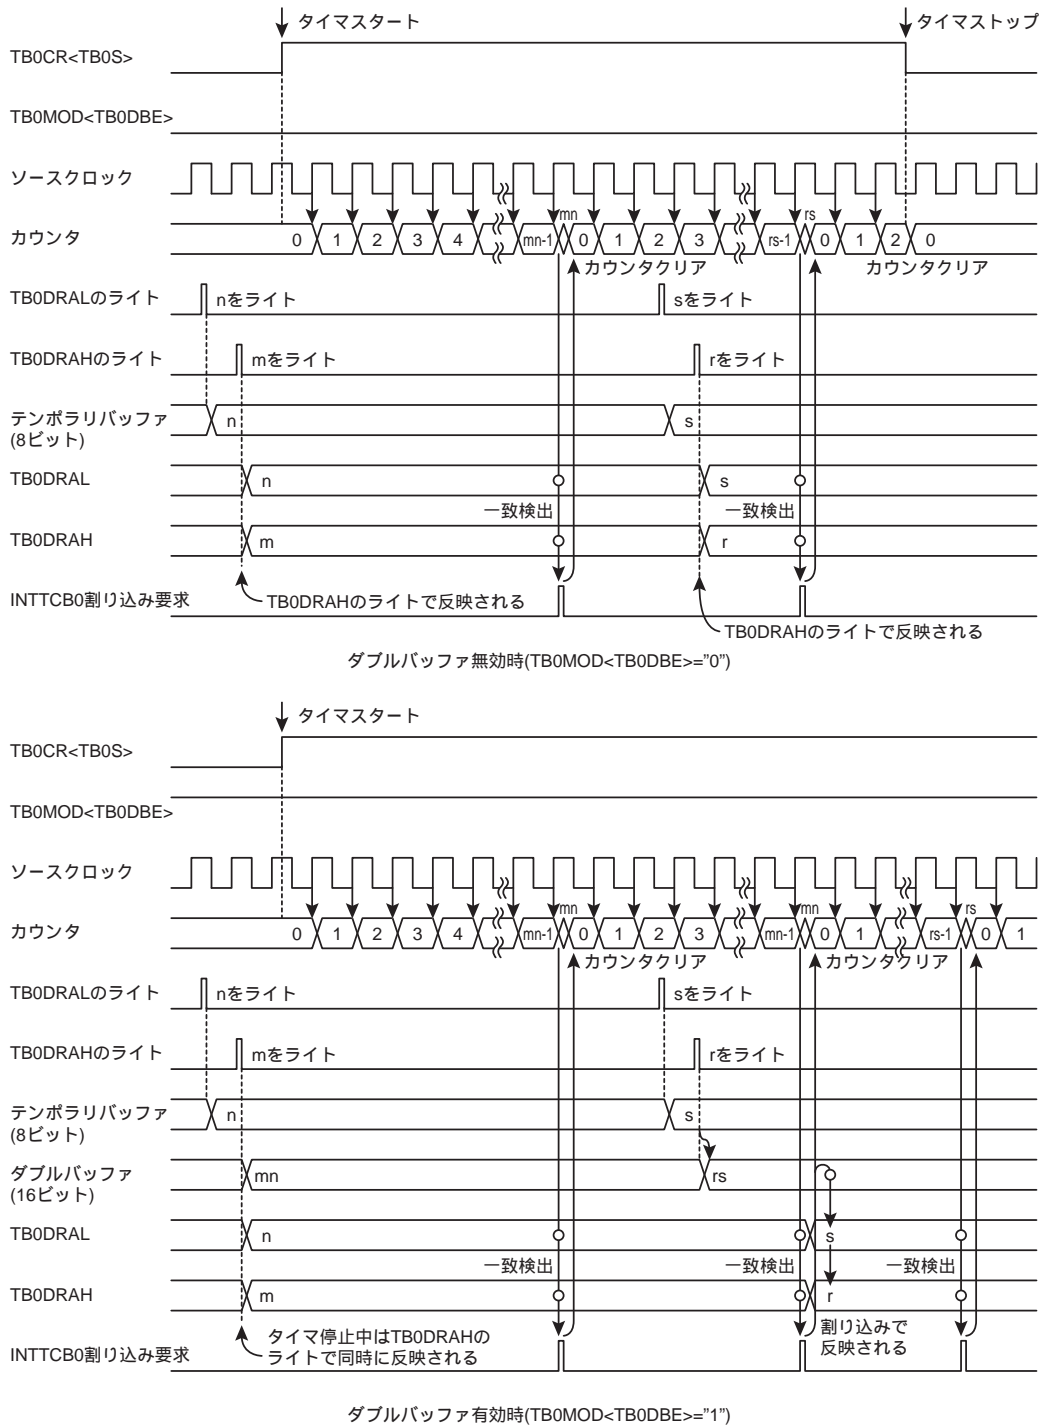 タイマスタート
タイマストップ
TB0CR<TB0S>
TB0MOD<TB0DBE>
ソースクロック
mn
rs
カウンタ
0 1 2 3 4 mn-1 0 1 2 3 rs-1 0 1 2 0
カウンタクリア
カウンタクリア
TB0DRALのライト
nをライト
sをライト
TB0DRAHのライト
mをライト
rをライト
テンポラリバッファ
(8ビット)
n
s
TB0DRAL
n
s
一致検出
一致検出
TB0DRAH
m
r
INTTCB0割り込み要求
TB0DRAHのライトで反映される
TB0DRAHのライトで反映される
ダブルバッファ無効時(TB0MOD<TB0DBE>="0")
タイマスタート
TB0CR<TB0S>
TB0MOD<TB0DBE>
ソースクロック
mn
mn
rs
カウンタ
0 1 2 3 4 mn-1 0 1 2 3 mn-1 0 1 rs-1 0 1
カウンタクリア
カウンタクリア
TB0DRALのライト
nをライト
sをライト
TB0DRAHのライト
mをライト
rをライト
テンポラリバッファ
(8ビット)
n
s
ダブルバッファ
(16ビット)
mn
rs
TB0DRAL
n
s
一致検出
一致検出
一致検出
TB0DRAH
m
r
タイマ停止中はTB0DRAHの
ライトで同時に反映される
割り込みで
反映される
INTTCB0割り込み要求
ダブルバッファ有効時(TB0MOD<TB0DBE>="1")